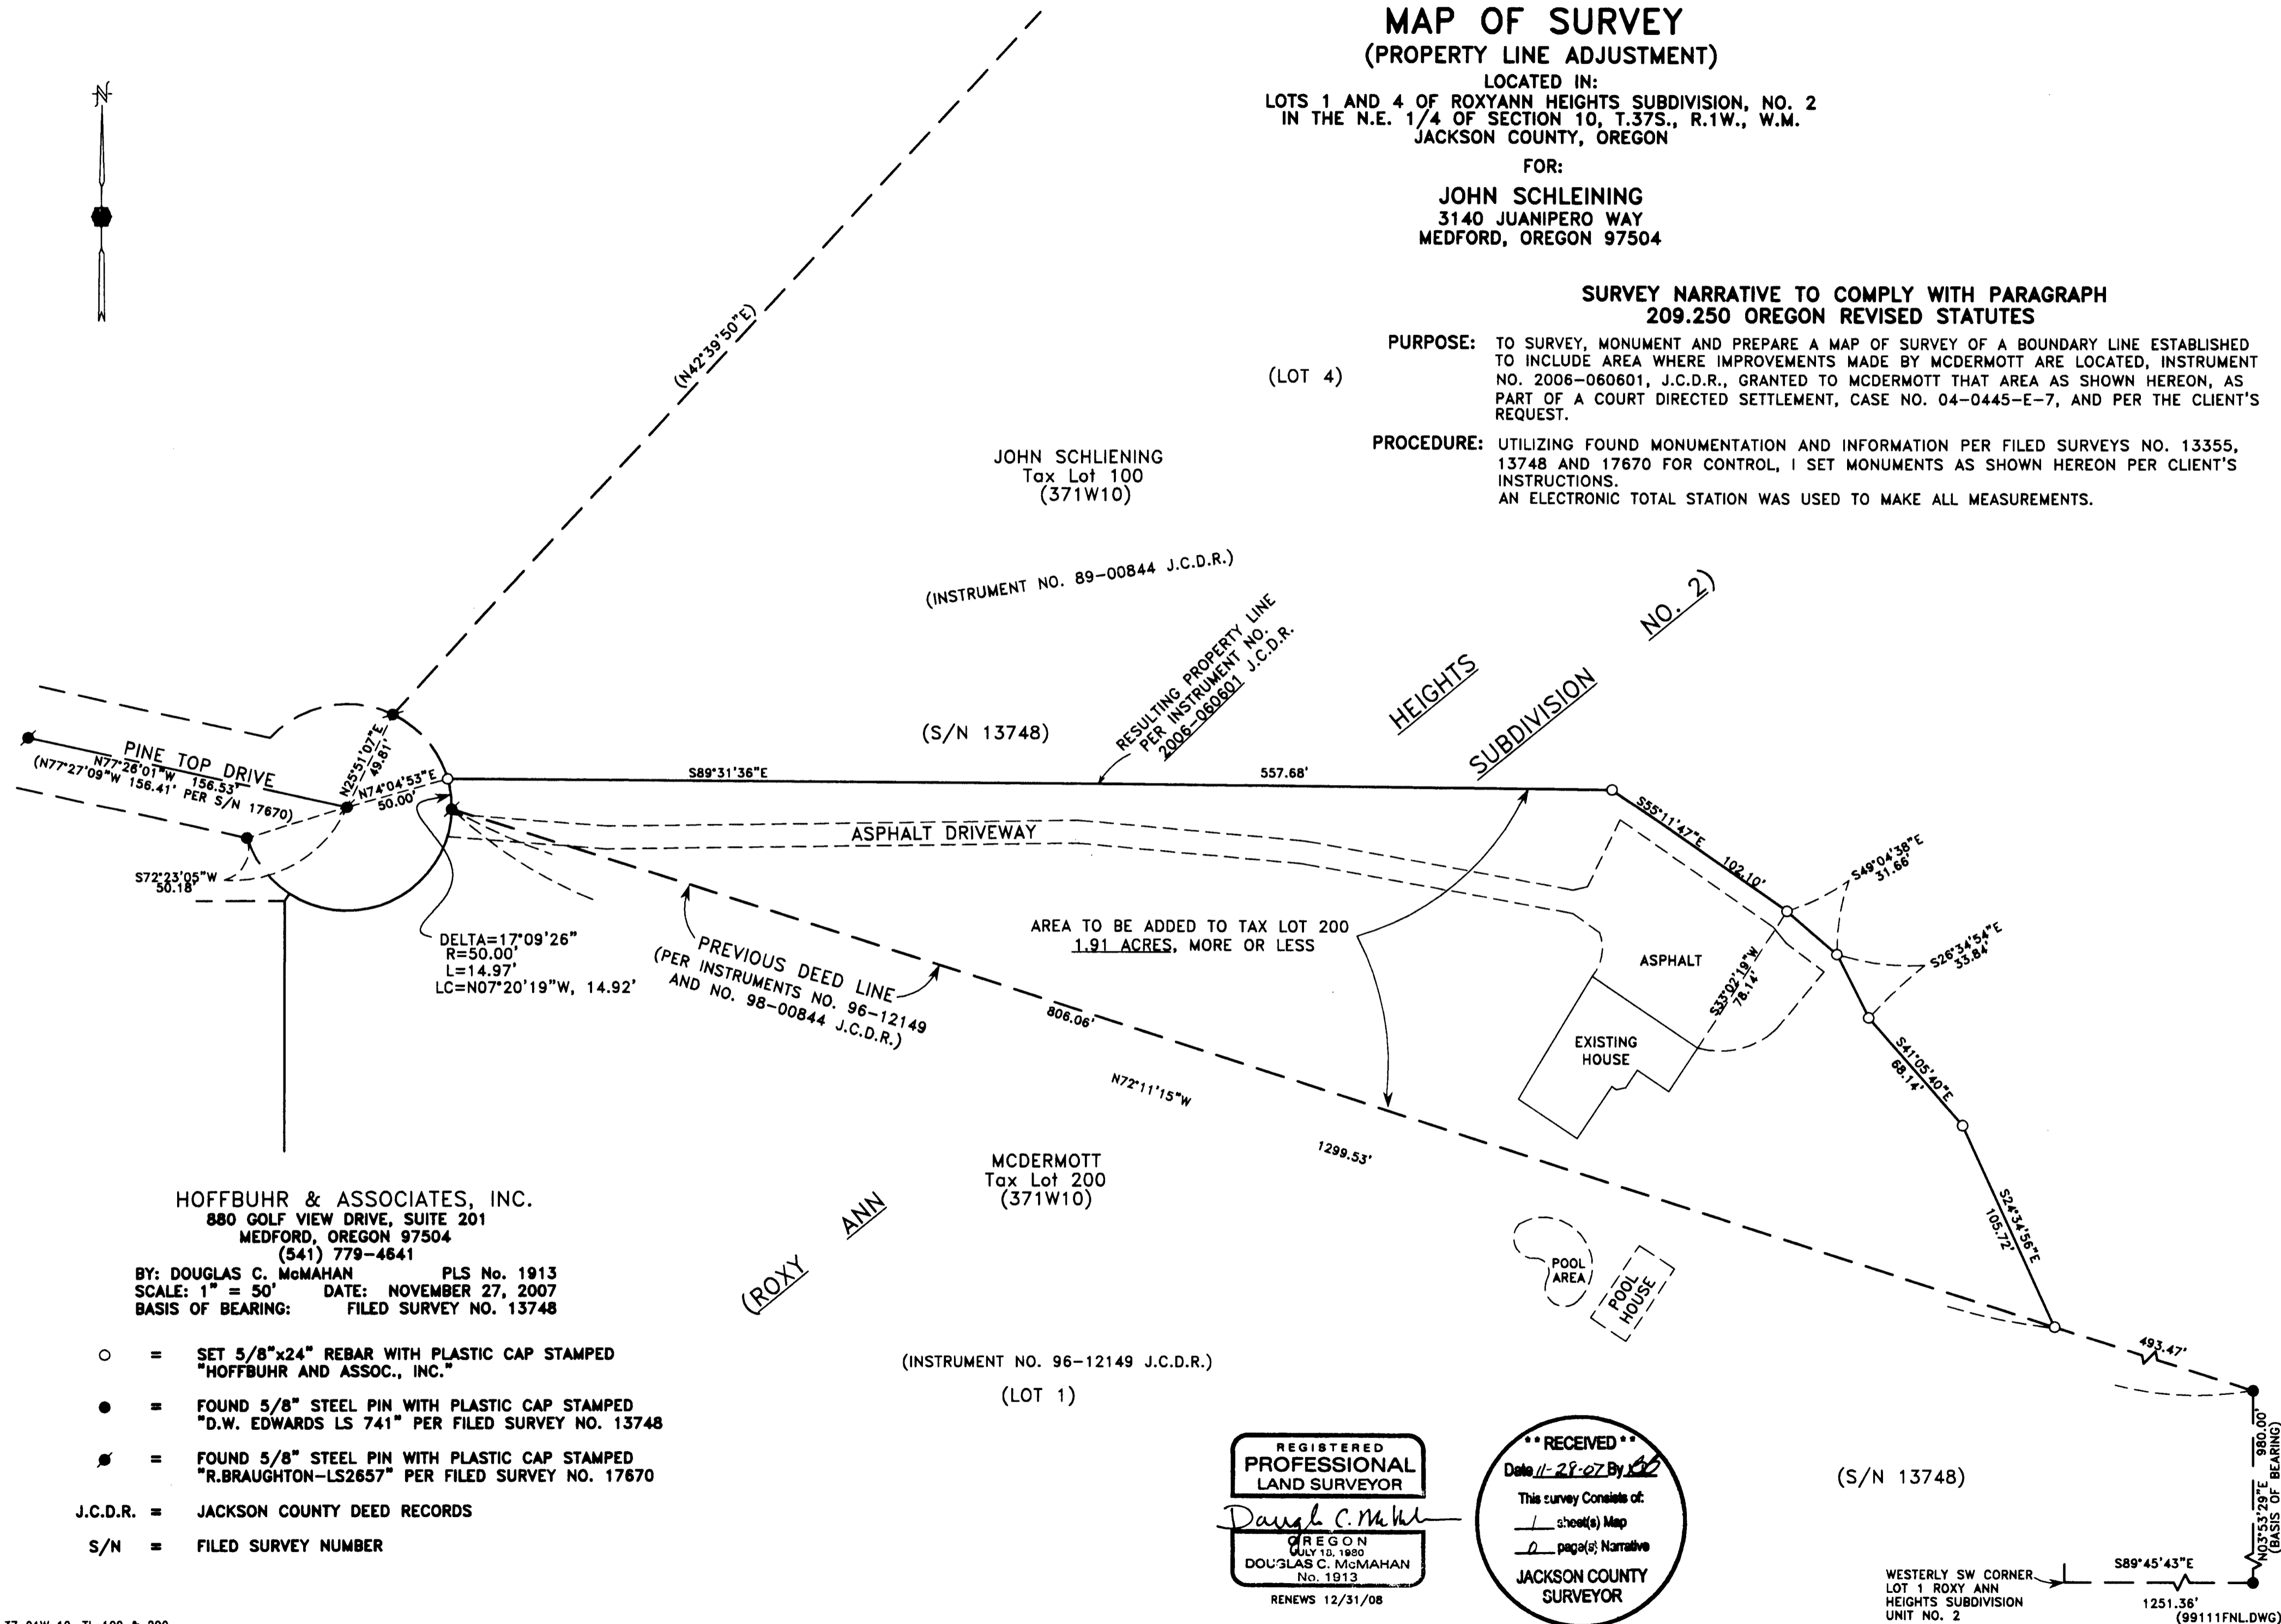 MAP OF SURVEY
(PROPERTY LINE ADJUSTMENT)
LOCATED IN:
LOTS 1 AND 4 OF ROXYANN HEIGHTS SUBDIVISION, NO. 2
IN THE N.E. 1/4 OF SECTION 10, T.37S., R.1W., W.M.
JACKSON COUNTY, OREGON
FOR:
JOHN SCHLEINING
3140 JUANIPERO WAY
MEDFORD, OREGON 97504
SURVEY NARRATIVE TO COMPLY WITH PARAGRAPH
209.250 OREGON REVISED STATUTES
PURPOSE: TO SURVEY, MONUMENT AND PREPARE A MAP OF SURVEY OF A BOUNDARY LINE ESTABLISHED
TO INCLUDE AREA WHERE IMPROVEMENTS MADE BY MCDERMOTT ARE LOCATED, INSTRUMENT
NO. 2006-060601, J.C.D.R., GRANTED TO MCDERMOTT THAT AREA AS SHOWN HEREON, AS
PART OF A COURT DIRECTED SETTLEMENT, CASE NO. 04-0445-E-7, AND PER THE CLIENT'S
REQUEST.
PROCEDURE: UTILIZING FOUND MONUMENTATION AND INFORMATION PER FILED SURVEYS NO. 13355,
13748 AND 17670 FOR CONTROL, I SET MONUMENTS AS SHOWN HEREON PER CLIENT'S
INSTRUCTIONS.
AN ELECTRONIC TOTAL STATION WAS USED TO MAKE ALL MEASUREMENTS.
N
(N42°39'50"E)
(LOT 4)
JOHN SCHLIENING
Tax Lot 100
(371W10)
(INSTRUMENT NO. 89-00844 J.C.D.R.)
RESULTING PROPERTY LINE
PER INSTRUMENT NO.
2006-060601 J.C.D.R.
(S/N 13748)
HEIGHTS
SUBDIVISION
NO. 2)
PINE TOP DRIVE
N77°26'01"W 156.53'
(N77°27'09"W 156.41' PER S/N 17670)
N25°51'07"E
49.81'
N74°04'53"E
50.00'
S72°23'05"W
50.18'
S89°31'36"E
557.68'
ASPHALT DRIVEWAY
S55°11'47"E
102.10'
S49°04'38"E
31.66'
S26°34'54"E
33.84'
S41°05'40"E
68.14'
S24°34'56"E
105.72'
DELTA=17°09'26"
R=50.00'
L=14.97'
LC=N07°20'19"W, 14.92'
PREVIOUS DEED LINE
(PER INSTRUMENTS NO. 96-12149
AND NO. 98-00844 J.C.D.R.)
AREA TO BE ADDED TO TAX LOT 200
1.91 ACRES, MORE OR LESS
ASPHALT
S33°02'19"W
78.14'
EXISTING
HOUSE
806.06'
N72°11'15"W
1299.53'
MCDERMOTT
Tax Lot 200
(371W10)
(ROXY
ANN
POOL
AREA
POOL
HOUSE
493.47'
(INSTRUMENT NO. 96-12149 J.C.D.R.)
(LOT 1)
(S/N 13748)
N03°53'29"E 980.00'
(BASIS OF BEARING)
S89°45'43"E
1251.36'
WESTERLY SW CORNER
LOT 1 ROXY ANN
HEIGHTS SUBDIVISION
UNIT NO. 2
(99111FNL.DWG)
HOFFBUHR & ASSOCIATES, INC.
880 GOLF VIEW DRIVE, SUITE 201
MEDFORD, OREGON 97504
(541) 779-4641
BY: DOUGLAS C. McMAHAN PLS No. 1913
SCALE: 1" = 50' DATE: NOVEMBER 27, 2007
BASIS OF BEARING: FILED SURVEY NO. 13748
= SET 5/8"x24" REBAR WITH PLASTIC CAP STAMPED
"HOFFBUHR AND ASSOC., INC."
= FOUND 5/8" STEEL PIN WITH PLASTIC CAP STAMPED
"D.W. EDWARDS LS 741" PER FILED SURVEY NO. 13748
= FOUND 5/8" STEEL PIN WITH PLASTIC CAP STAMPED
"R.BRAUGHTON-LS2657" PER FILED SURVEY NO. 17670
J.C.D.R. = JACKSON COUNTY DEED RECORDS
S/N = FILED SURVEY NUMBER
REGISTERED
PROFESSIONAL
LAND SURVEYOR
Douglas C. McMahan
OREGON
JULY 18, 1980
DOUGLAS C. McMAHAN
No. 1913
RENEWS 12/31/08
** RECEIVED **
Date 11-28-07 By
This survey Consists of:
1 sheet(s) Map
0 page(s) Narrative
JACKSON COUNTY
SURVEYOR